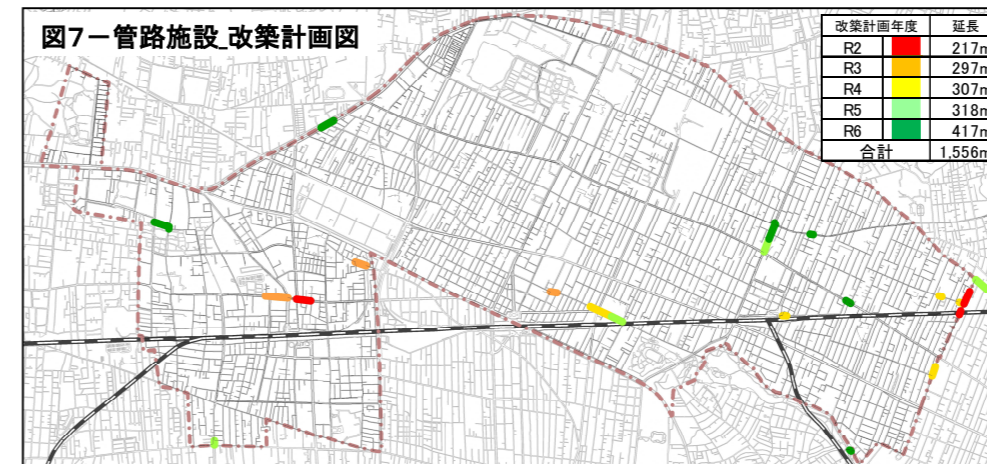 図7－管路施設_改築計画図
改築計画年度 延長
R2 217m
R3 297m
R4 307m
R5 318m
R6 417m
合計 1,556m